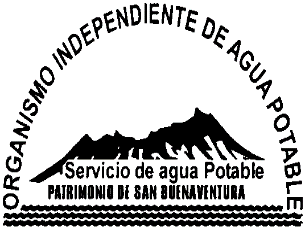 ORGANISMO INDEPENDIENTE DE AGUA POTABLE
Servicio de agua Potable
PATRIMONIO DE SAN BUENAVENTURA